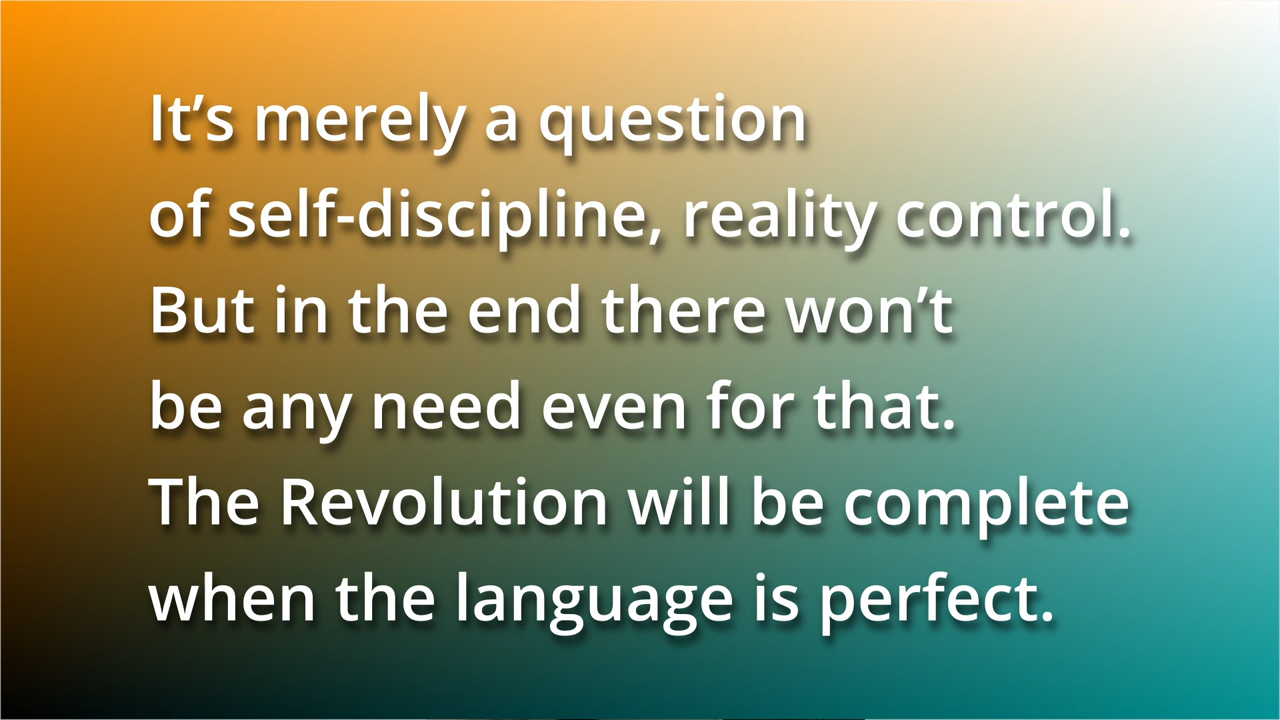 It’s merely a question
of self-discipline, reality control.
But in the end there won’t
be any need even for that.
The Revolution will be complete
when the language is perfect.